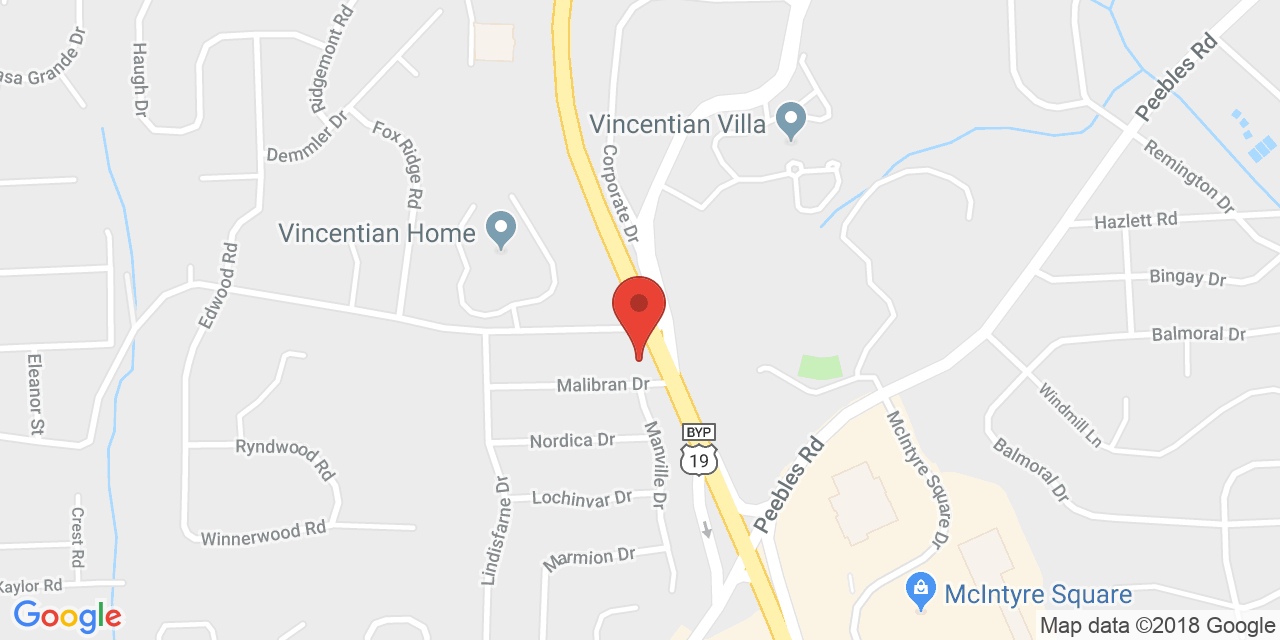 asa Grande Dr
Haugh Dr
Ridgemont Rd
Demmler Dr
Fox Ridge Rd
Corporate Dr
Vincentian Villa
Peebles Rd
Remington Dr
Hazlett Rd
Vincentian Home
Edwood Rd
Bingay Dr
Balmoral Dr
Eleanor St
Malibran Dr
Windmill Ln
McIntyre Square Dr
Nordica Dr
Manville Dr
BYP
19
Ryndwood Rd
Peebles Rd
Balmoral Dr
Lindisfarne Dr
Lochinvar Dr
Crest Rd
Winnerwood Rd
Marmion Dr
Kaylor Rd
McIntyre Square
Google
Map data ©2018 Google